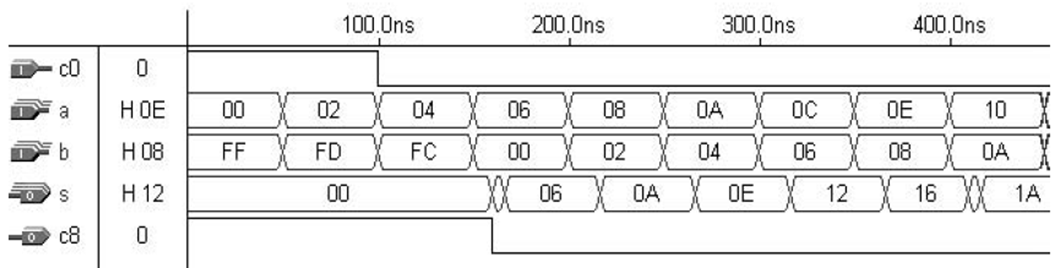 100.0ns 200.0ns 300.0ns 400.0ns
c0 0
a H 0E 00 02 04 06 08 0A 0C 0E 10
b H 08 FF FD FC 00 02 04 06 08 0A
s H 12 00 06 0A 0E 12 16 1A
c8 0